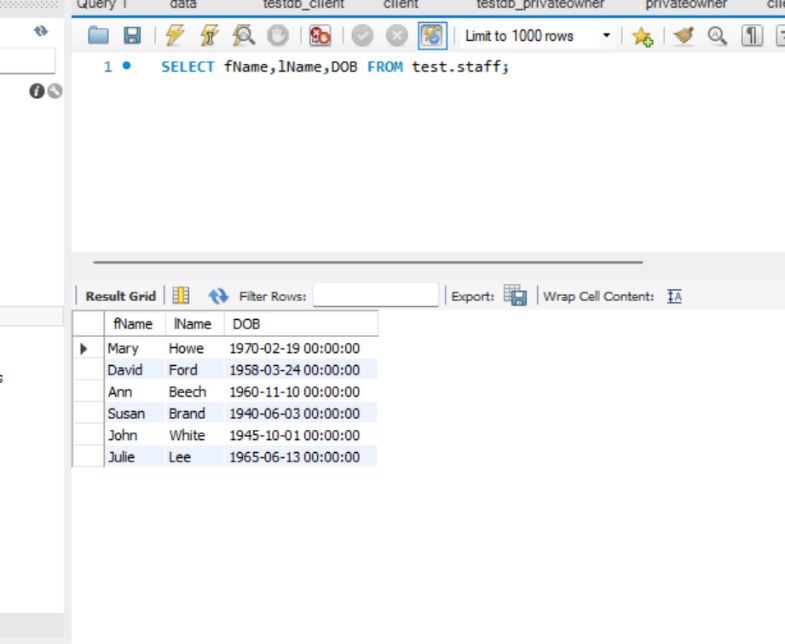 Query 1 data testdb_client client testdb_privateowner privateowner
Limit to 1000 rows
1 SELECT fName,lName,DOB FROM test.staff;
Result Grid Filter Rows: Export: Wrap Cell Content:
fName lName DOB
Mary Howe 1970-02-19 00:00:00
David Ford 1958-03-24 00:00:00
Ann Beech 1960-11-10 00:00:00
Susan Brand 1940-06-03 00:00:00
John White 1945-10-01 00:00:00
Julie Lee 1965-06-13 00:00:00